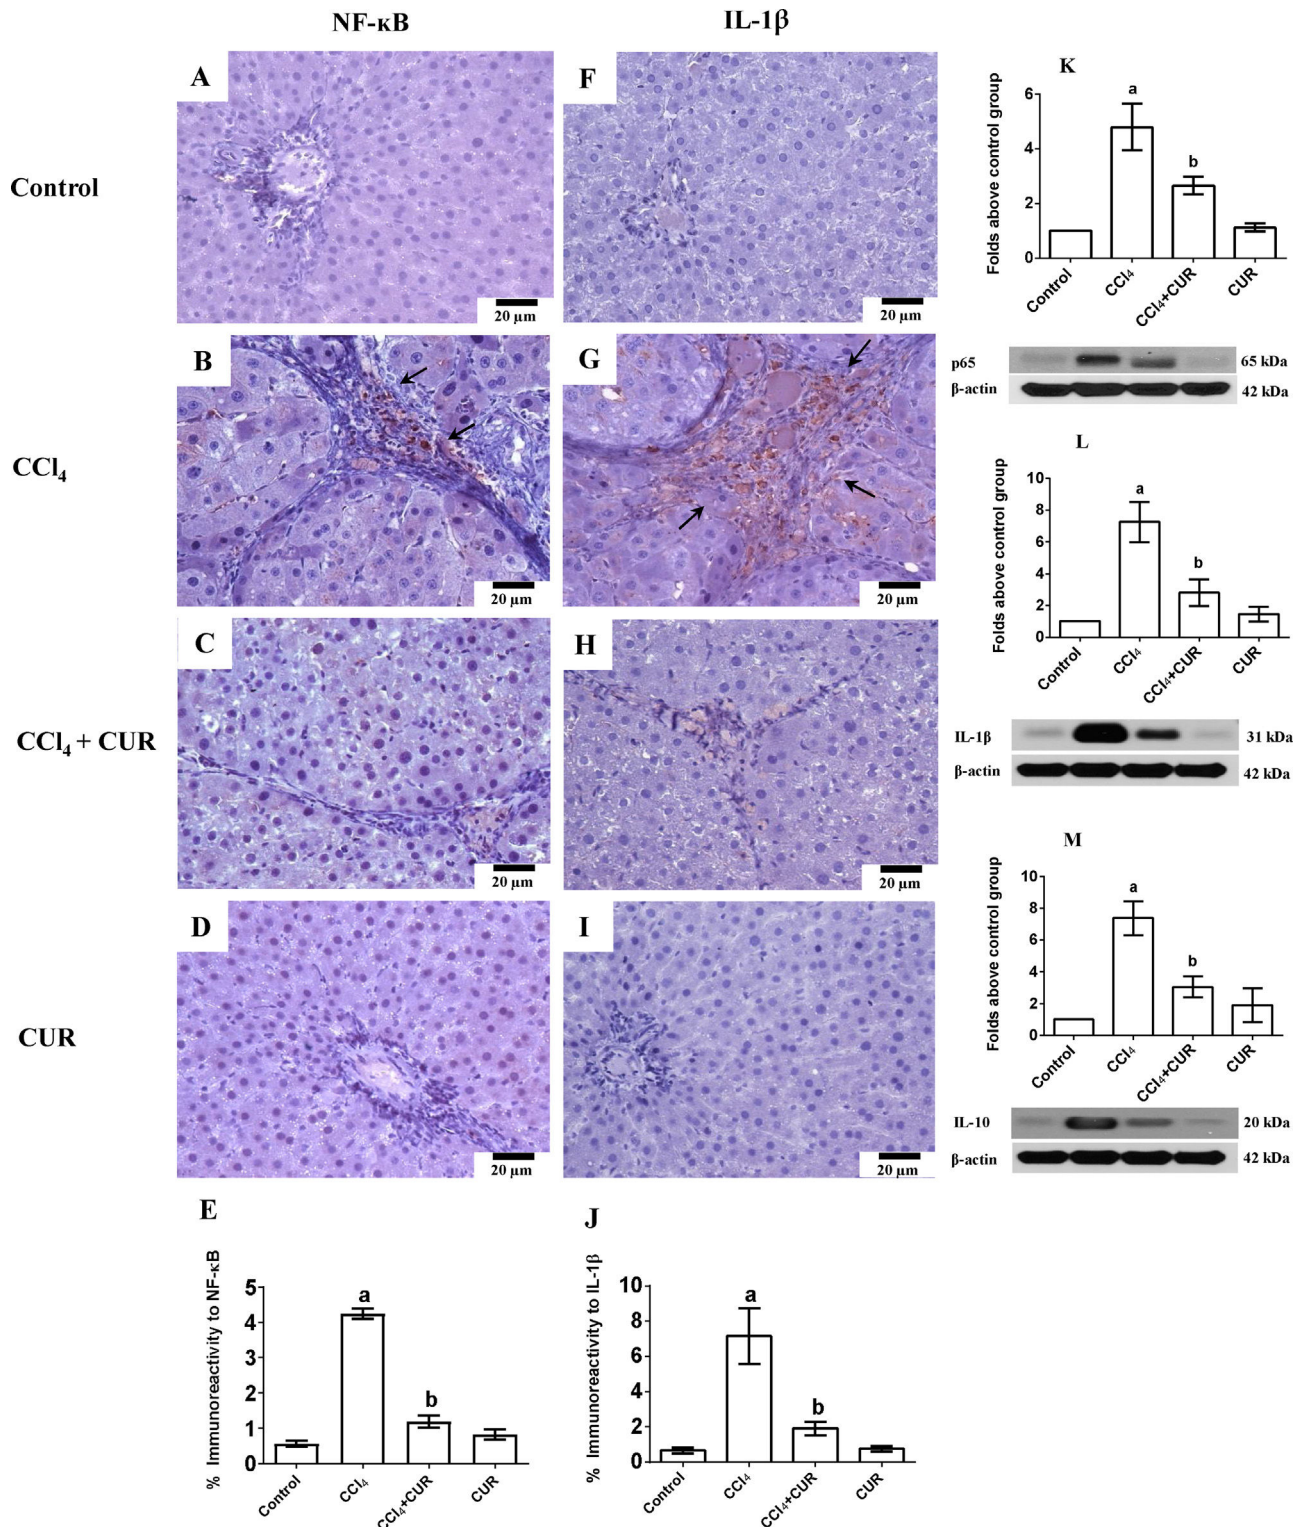 NF-κB
IL-1β
Control
CCl4
CCl4 + CUR
CUR
A
20 µm
B
20 µm
C
20 µm
D
20 µm
F
20 µm
G
20 µm
H
20 µm
I
20 µm
E
% Immunoreactivity to NF-κB
5
4
3
2
1
0
a
b
Control
CCl4
CCl4+CUR
CUR
J
% Immunoreactivity to IL-1β
10
8
6
4
2
0
a
b
Control
CCl4
CCl4+CUR
CUR
K
Folds above control group
6
4
2
0
a
b
Control
CCl4
CCl4+CUR
CUR
p65
65 kDa
β-actin
42 kDa
L
Folds above control group
10
8
6
4
2
0
a
b
Control
CCl4
CCl4+CUR
CUR
IL-1β
31 kDa
β-actin
42 kDa
M
Folds above control group
10
8
6
4
2
0
a
b
Control
CCl4
CCl4+CUR
CUR
IL-10
20 kDa
β-actin
42 kDa